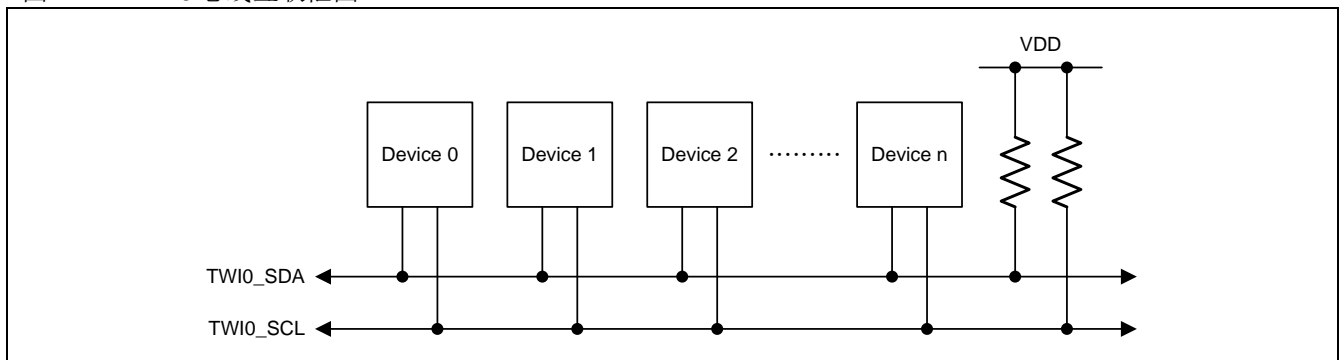 VDD
Device 0 Device 1 Device 2 ......... Device n
TWI0_SDA
TWI0_SCL